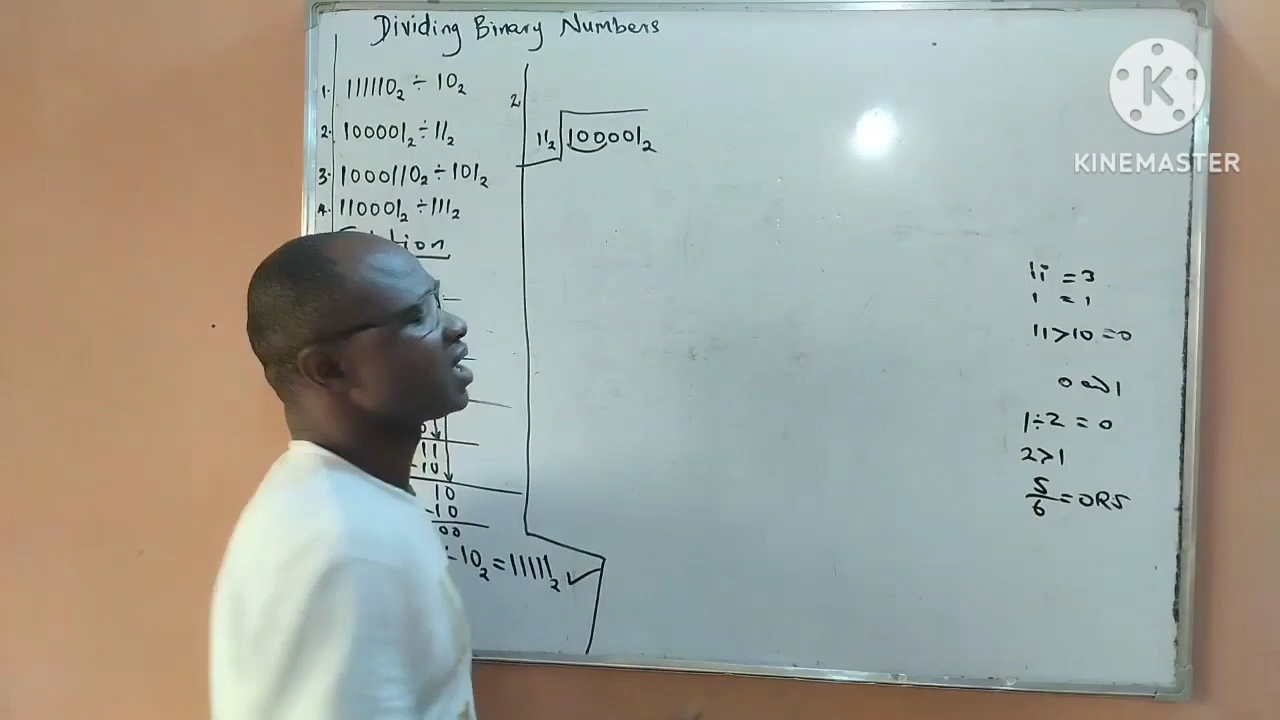 Dividing Binary Numbers
1. 111110₂ ÷ 10₂
2. 100001₂ ÷ 11₂
3. 1000110₂ ÷ 101₂
4. 110001₂ ÷ 111₂
11
-10
10
-10
00
10₂ = 11111₂ ✓
2
11₂ 100001₂
11 = 3
1 = 1
11 > 10 = 0
1 ÷ 2 = 0
2 > 1
5/6 = 0R5
K
KINEMASTER